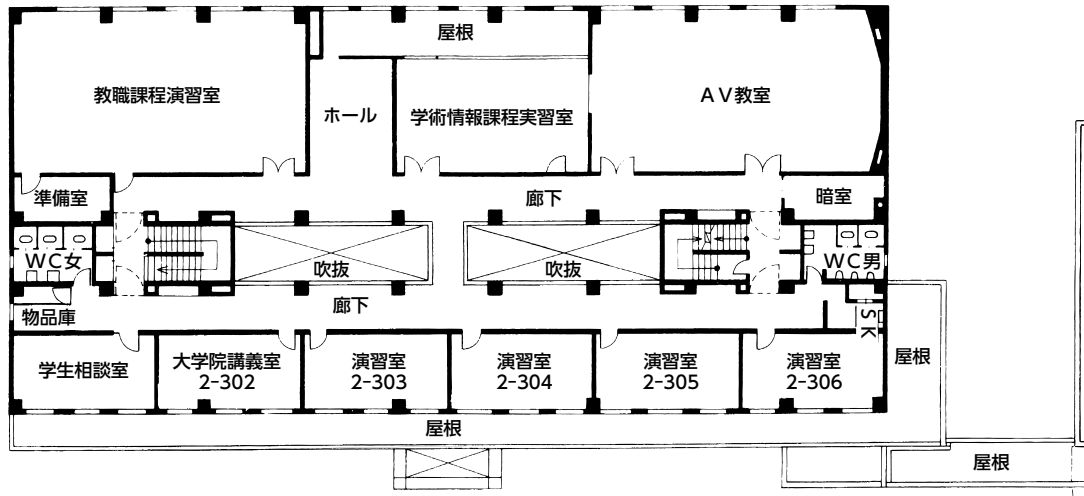 屋根
教職課程演習室
ホール
学術情報課程実習室
AV教室
準備室
廊下
暗室
WC女
吹抜
吹抜
WC男
物品庫
廊下
SK
学生相談室
大学院講義室
2-302
演習室
2-303
演習室
2-304
演習室
2-305
演習室
2-306
屋根
屋根
屋根